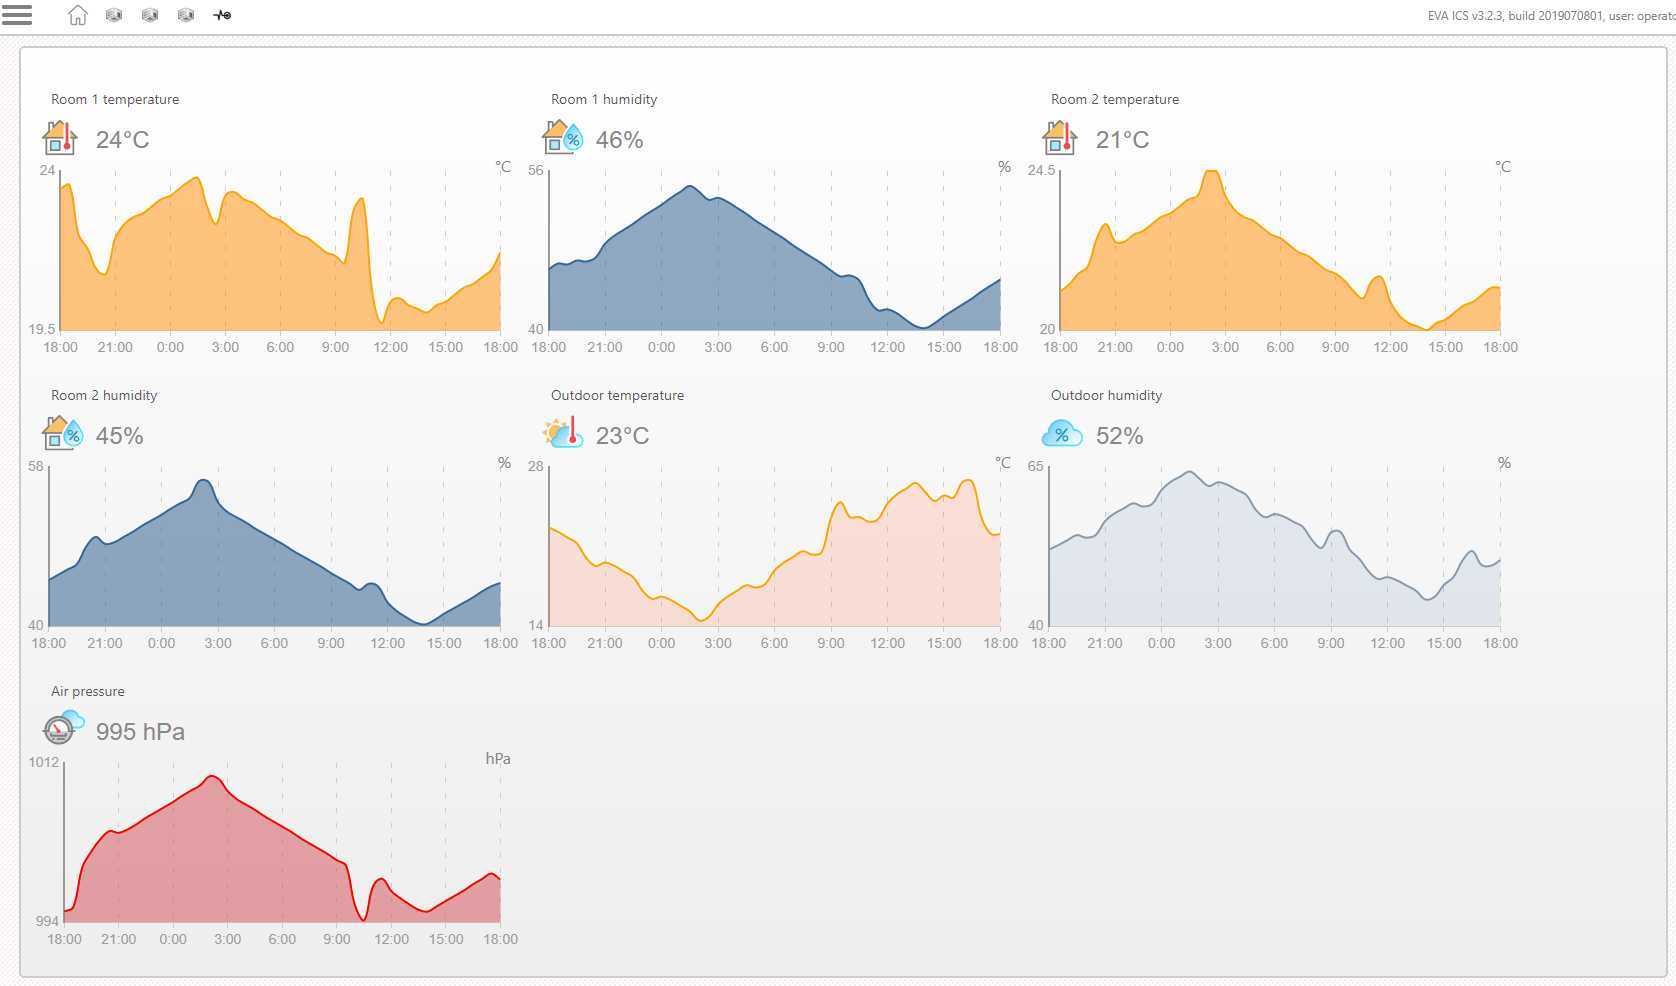 EVA ICS v3.2.3, build 2019070801, user: operato
Room 1 temperature
24°C
°C
24
19.5
18:00 21:00 0:00 3:00 6:00 9:00 12:00 15:00 18:00
Room 1 humidity
%
46%
%
56
40
18:00 21:00 0:00 3:00 6:00 9:00 12:00 15:00 18:00
Room 2 temperature
21°C
°C
24.5
20
18:00 21:00 0:00 3:00 6:00 9:00 12:00 15:00 18:00
Room 2 humidity
%
45%
%
58
40
18:00 21:00 0:00 3:00 6:00 9:00 12:00 15:00 18:00
Outdoor temperature
23°C
°C
28
14
18:00 21:00 0:00 3:00 6:00 9:00 12:00 15:00 18:00
Outdoor humidity
%
52%
%
65
40
18:00 21:00 0:00 3:00 6:00 9:00 12:00 15:00 18:00
Air pressure
995 hPa
hPa
1012
994
18:00 21:00 0:00 3:00 6:00 9:00 12:00 15:00 18:00